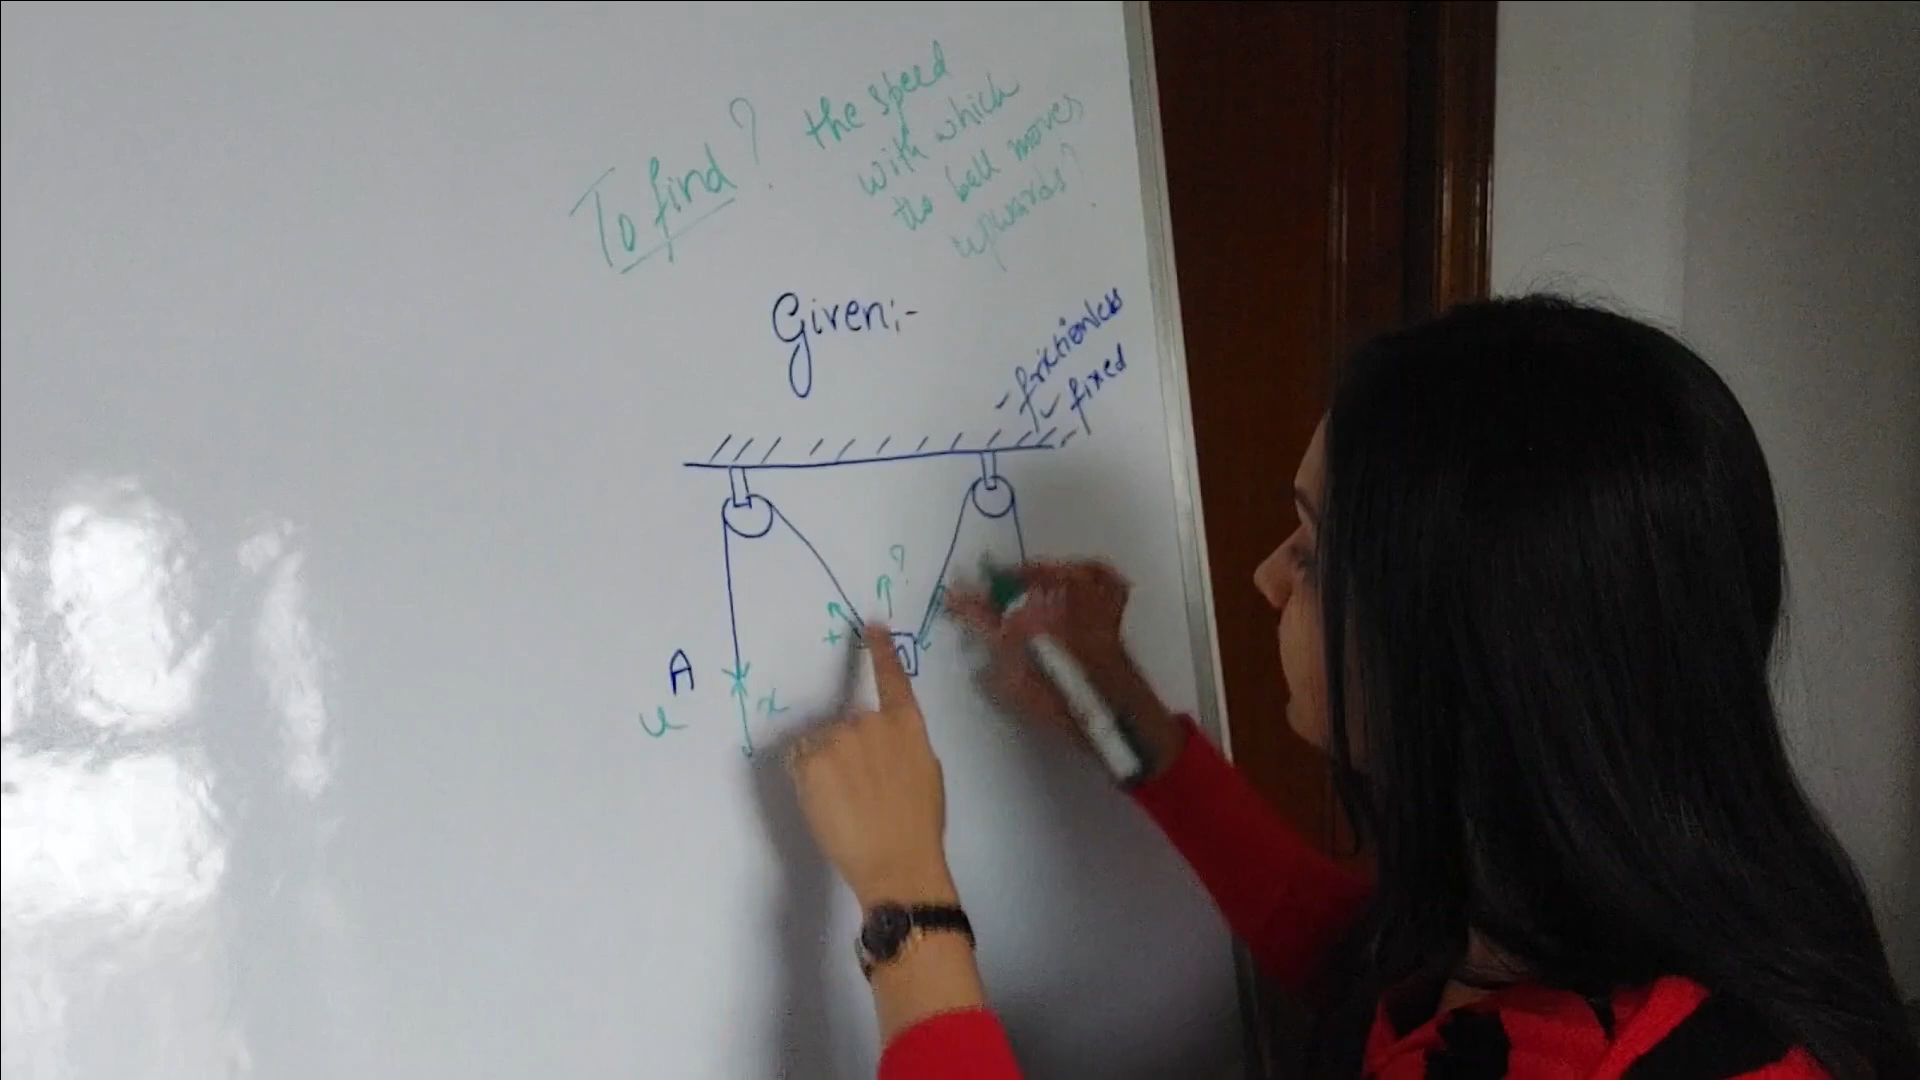 To find? the speed
with which
the ball moves
upwards?
Given:-
- frictionless
- fixed
?
+
A
u
x